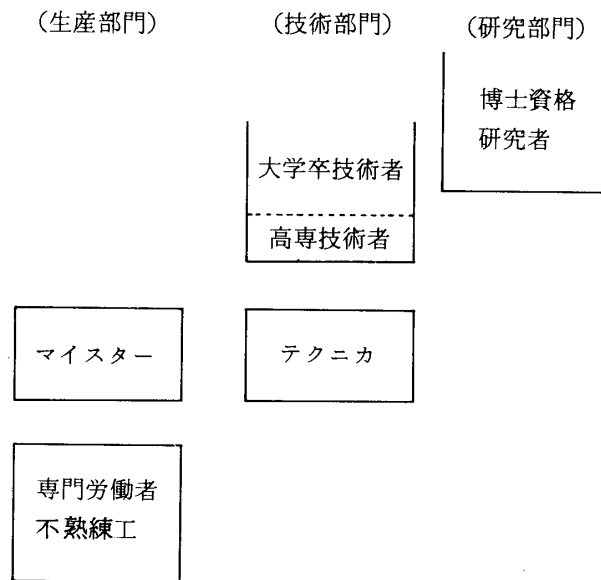 (生産部門)
(技術部門)
(研究部門)
博士資格
研究者
大学卒技術者
高専技術者
マイスター
テクニカ
専門労働者
不熟練工